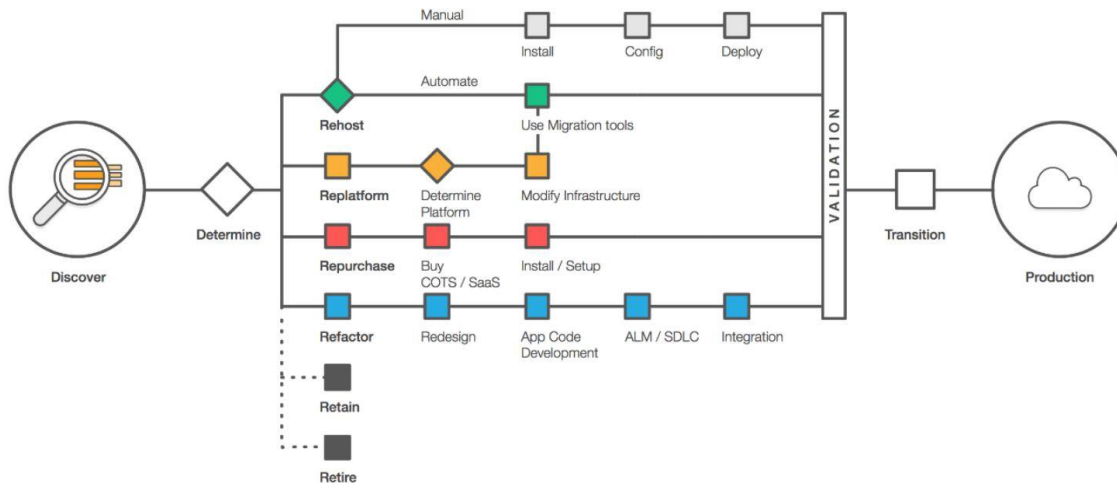 Manual
Install
Config
Deploy
Automate
Rehost
Use Migration tools
Replatform
Determine
Platform
Modify Infrastructure
Repurchase
Buy
COTS / SaaS
Install / Setup
Refactor
Redesign
App Code
Development
ALM / SDLC
Integration
Retain
Retire
Discover
Determine
VALIDATION
Transition
Production